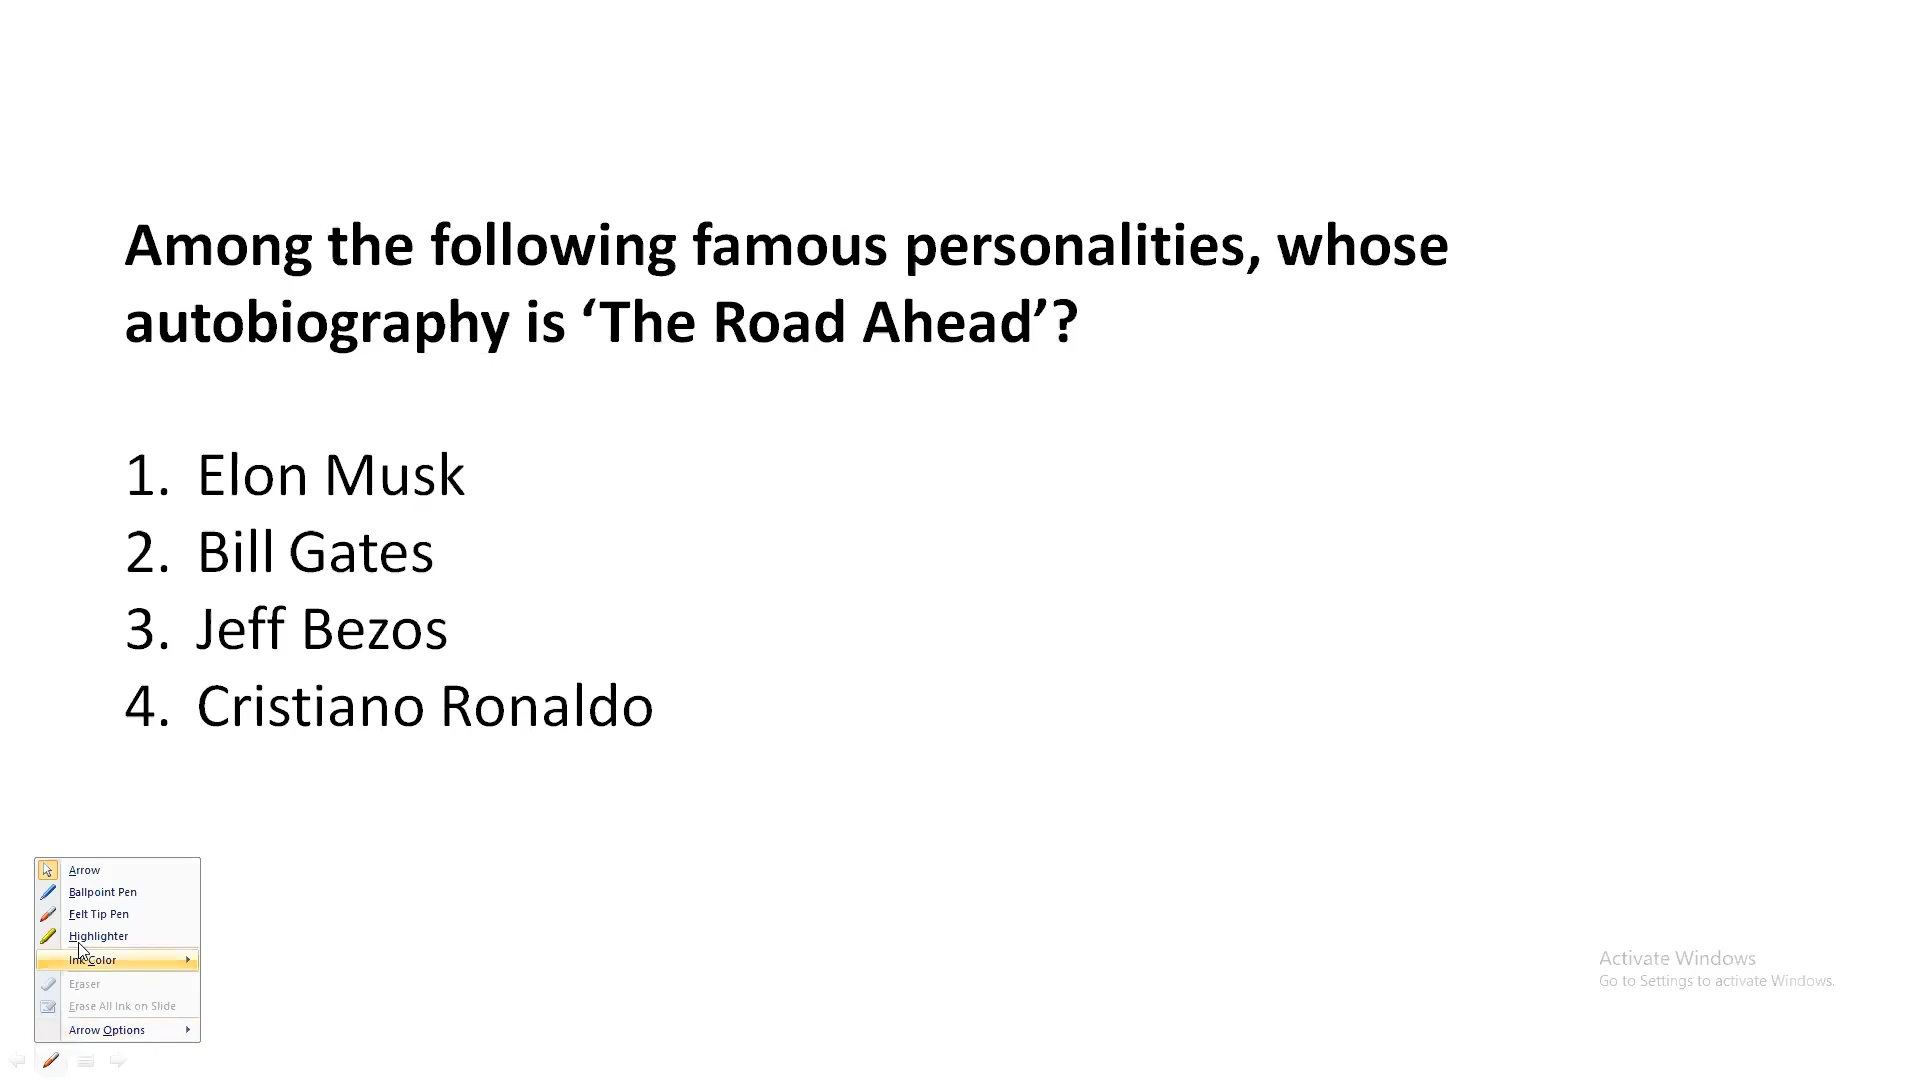 Among the following famous personalities, whose
autobiography is ‘The Road Ahead’?
1. Elon Musk
2. Bill Gates
3. Jeff Bezos
4. Cristiano Ronaldo
Arrow
Ballpoint Pen
Felt Tip Pen
Highlighter
Ink Color
Eraser
Erase All Ink on Slide
Arrow Options
Activate Windows
Go to Settings to activate Windows.